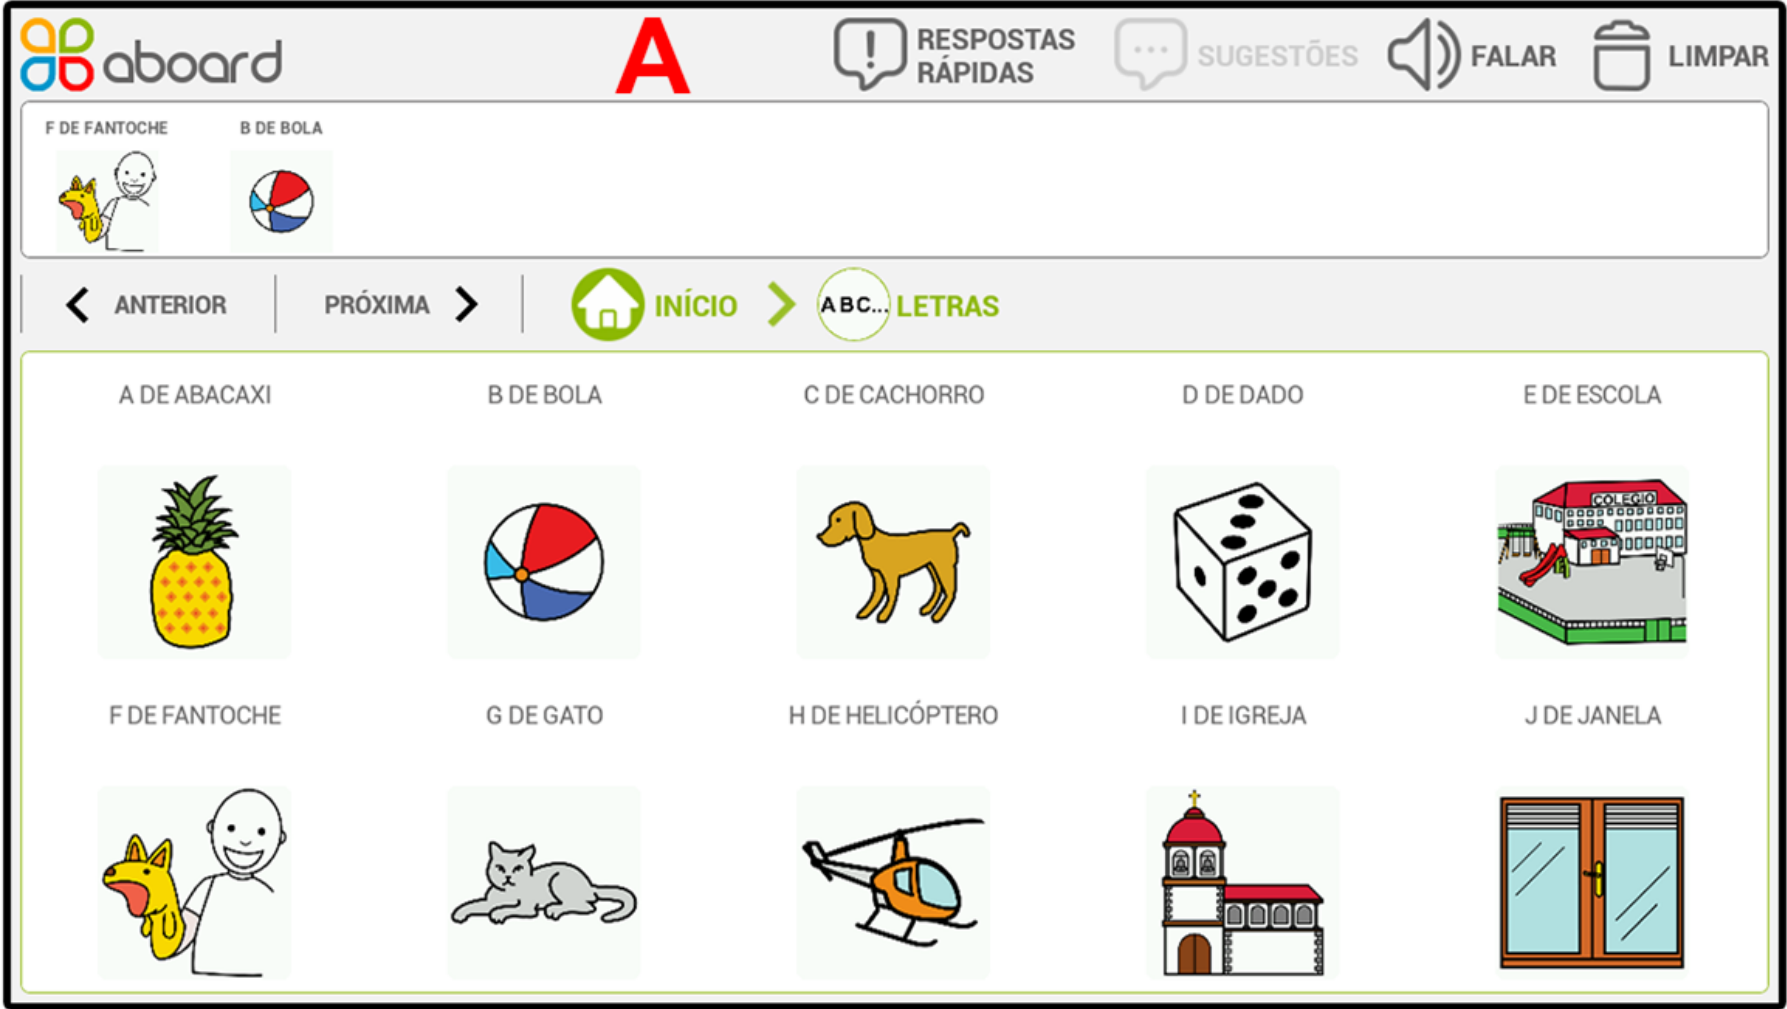 aboard
A
RESPOSTAS
RÁPIDAS
SUGESTÕES
FALAR
LIMPAR
F DE FANTOCHE
B DE BOLA
ANTERIOR
PRÓXIMA
INÍCIO
ABC...
LETRAS
A DE ABACAXI
B DE BOLA
C DE CACHORRO
D DE DADO
E DE ESCOLA
COLEGIO
F DE FANTOCHE
G DE GATO
H DE HELICÓPTERO
I DE IGREJA
J DE JANELA